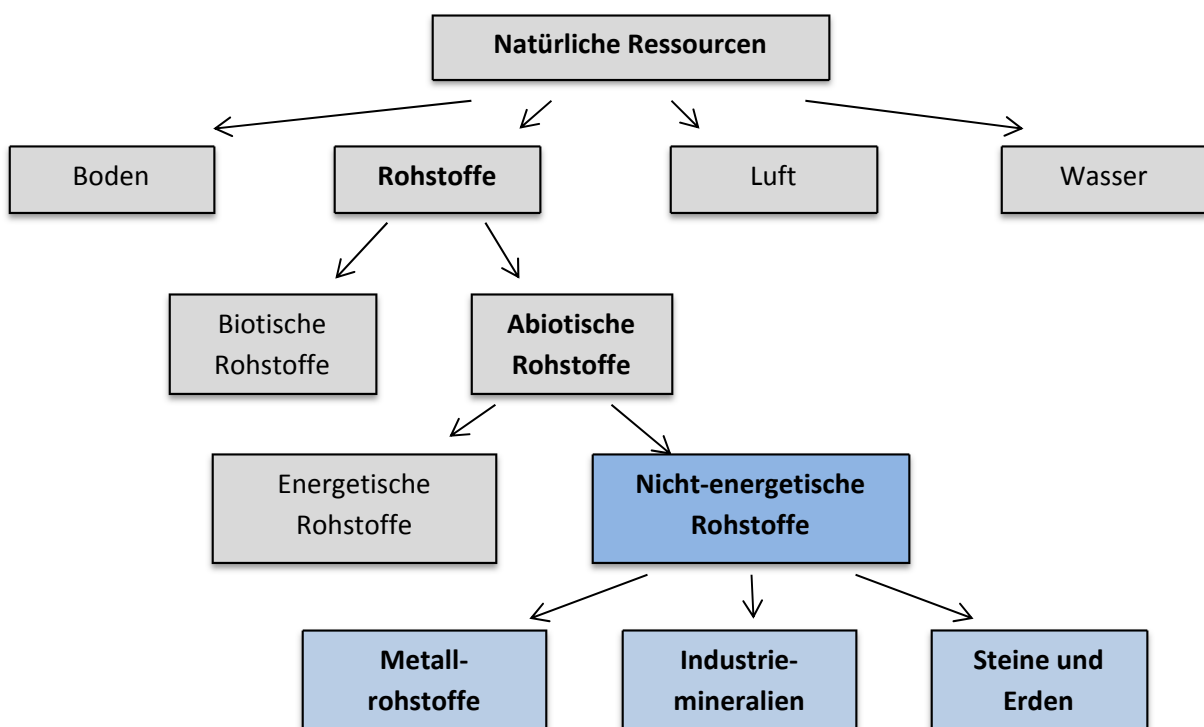 Natürliche Ressourcen
Boden
Rohstoffe
Luft
Wasser
Biotische
Rohstoffe
Abiotische
Rohstoffe
Energetische
Rohstoffe
Nicht-energetische
Rohstoffe
Metall-
rohstoffe
Industrie-
mineralien
Steine und
Erden